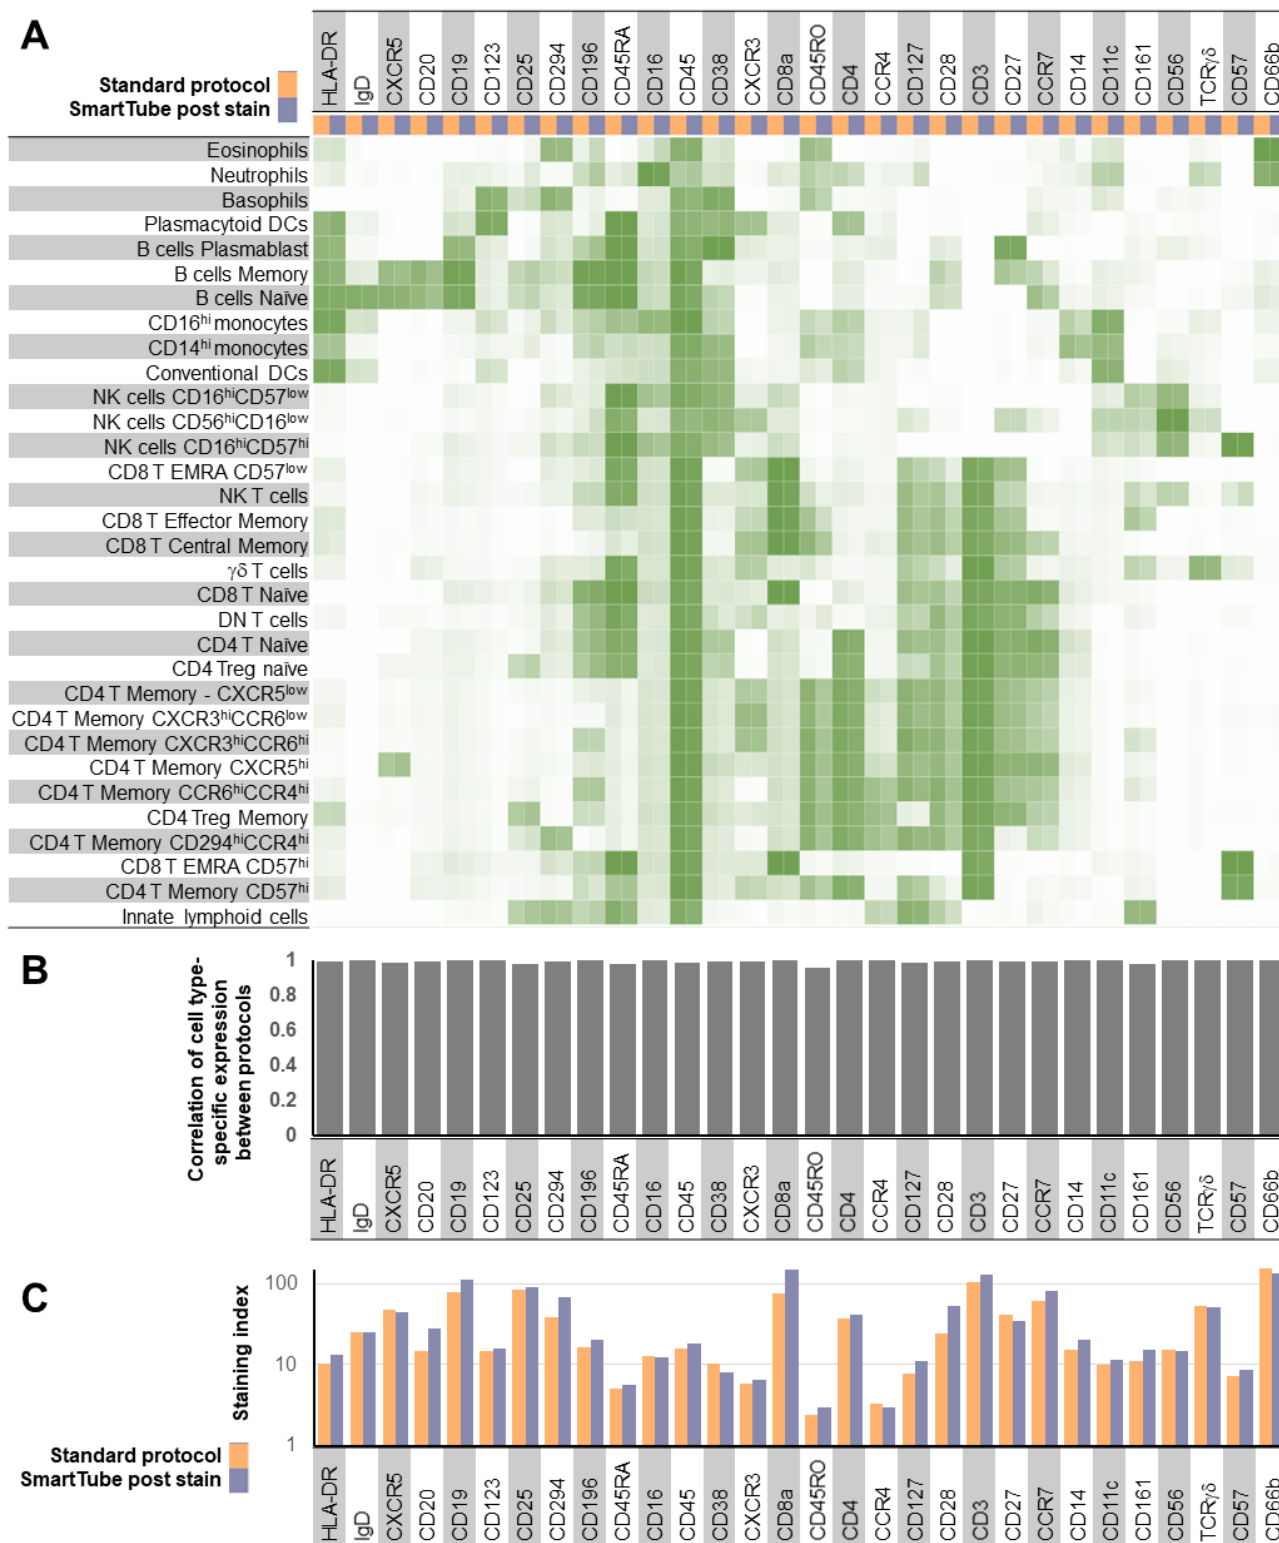 A
HLA-DR
IgD
CXCR5
CD20
CD19
CD123
CD25
CD294
CD196
CD45RA
CD16
CD45
CD38
CXCR3
CD8a
CD45RO
CD4
CCR4
CD127
CD28
CD3
CD27
CCR7
CD14
CD11c
CD161
CD56
TCRγδ
CD57
CD66b
Standard protocol
SmartTube post stain
Eosinophils
Neutrophils
Basophils
Plasmacytoid DCs
B cells Plasmablast
B cells Memory
B cells Naïve
CD16hi monocytes
CD14hi monocytes
Conventional DCs
NK cells CD16hiCD57low
NK cells CD56hiCD16low
NK cells CD16hiCD57hi
CD8 T EMRA CD57low
NK T cells
CD8 T Effector Memory
CD8 T Central Memory
γδ T cells
CD8 T Naïve
DN T cells
CD4 T Naïve
CD4 Treg naïve
CD4 T Memory - CXCR5low
CD4 T Memory CXCR3hiCCR6low
CD4 T Memory CXCR3hiCCR6hi
CD4 T Memory CXCR5hi
CD4 T Memory CCR6hiCCR4hi
CD4 Treg Memory
CD4 T Memory CD294hiCCR4hi
CD8 T EMRA CD57hi
CD4 T Memory CD57hi
Innate lymphoid cells
B
Correlation of cell type-
specific expression
between protocols
1
0.8
0.6
0.4
0.2
0
HLA-DR
IgD
CXCR5
CD20
CD19
CD123
CD25
CD294
CD196
CD45RA
CD16
CD45
CD38
CXCR3
CD8a
CD45RO
CD4
CCR4
CD127
CD28
CD3
CD27
CCR7
CD14
CD11c
CD161
CD56
TCRγδ
CD57
CD66b
C
Staining index
100
10
1
Standard protocol
SmartTube post stain
HLA-DR
IgD
CXCR5
CD20
CD19
CD123
CD25
CD294
CD196
CD45RA
CD16
CD45
CD38
CXCR3
CD8a
CD45RO
CD4
CCR4
CD127
CD28
CD3
CD27
CCR7
CD14
CD11c
CD161
CD56
TCRγδ
CD57
CD66b